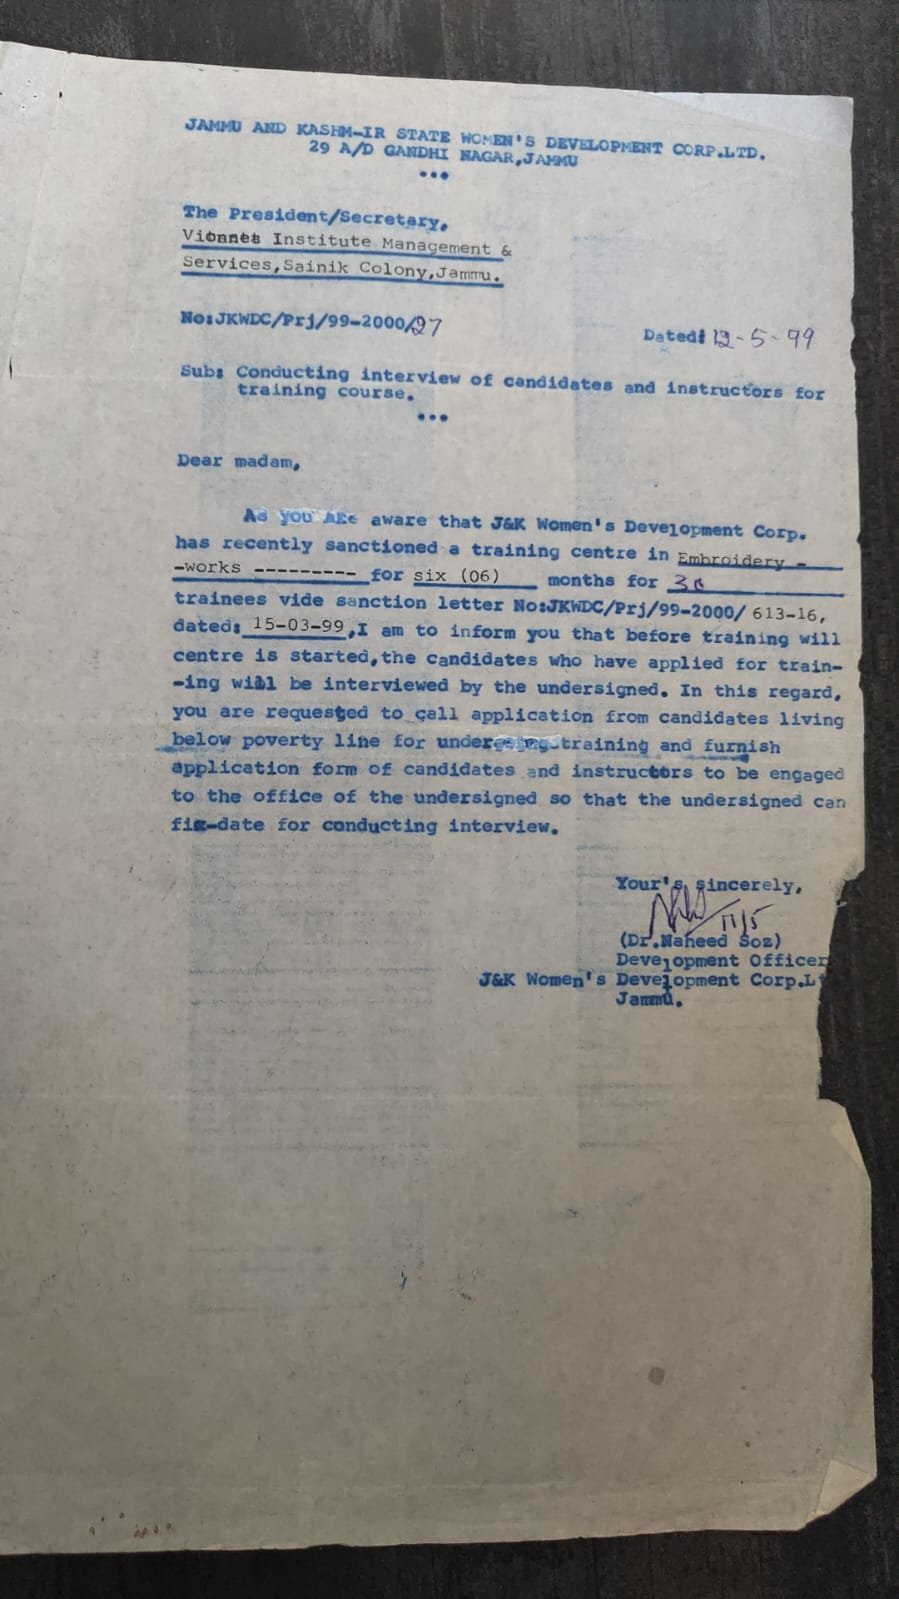 JAMMU AND KASHM-IR STATE WOMEN'S DEVELOPMENT CORP.LTD.
29 A/D GANDHI NAGAR,JAMMU
...
The President/Secretary,
Institute Management &
Services,Sainik Colony,Jammu.
No:JKWDC/Prj/99-2000/27
Dated: 12-5-99
Sub: Conducting interview of candidates and instructors for
training course.
...
Dear madam,
As you ARe aware that J&K Women's Development Corp.
has recently sanctioned a training centre in Embroidery -
-works --------- for six (06) months for 30
trainees vide sanction letter No:JKWDC/Prj/99-2000/ 613-16,
dated: 15-03-99,I am to inform you that before training will
centre is started,the candidates who have applied for train-
-ing will be interviewed by the undersigned. In this regard,
you are requested to call application from candidates living
below poverty line for undergoing training and furnish
application form of candidates and instructors to be engaged
to the office of the undersigned so that the undersigned can
fix-date for conducting interview.
Your's sincerely,
11/5
(Dr.Naheed Soz)
Development Officer
J&K Women's Development Corp.L
Jammu.